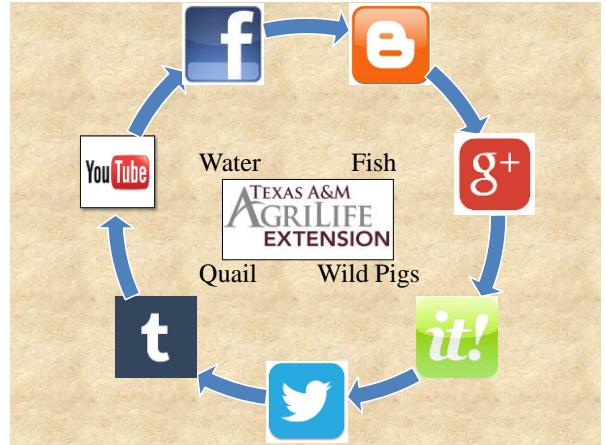 f
B
YouTube
Water
Fish
g+
TEXAS A&M
AGRILIFE
EXTENSION
Quail
Wild Pigs
t
it!